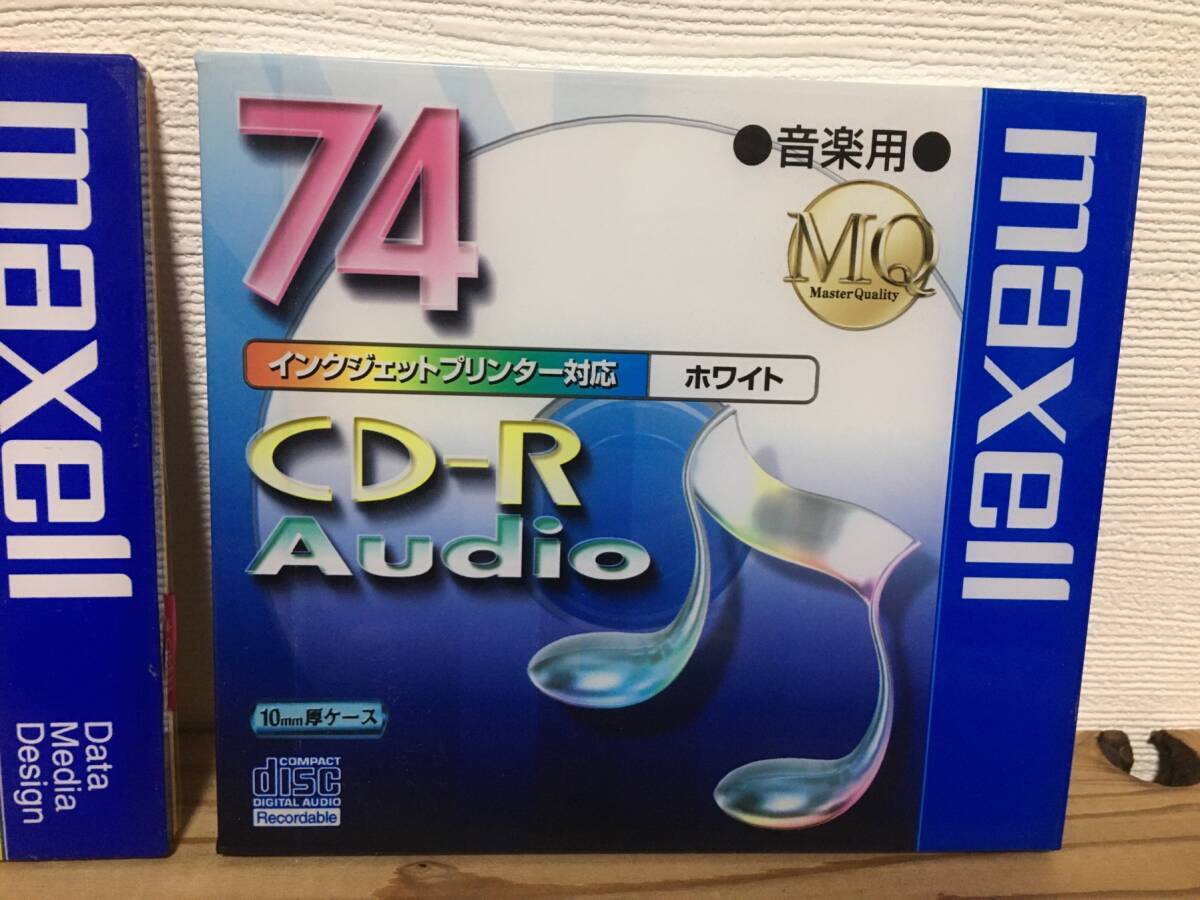 maxell
Data
Media
Design
74
●音楽用●
MQ
Master Quality
インクジェットプリンター対応 ホワイト
CD-R
Audio
10mm厚ケース
COMPACT
disc
DIGITAL AUDIO
Recordable
maxell